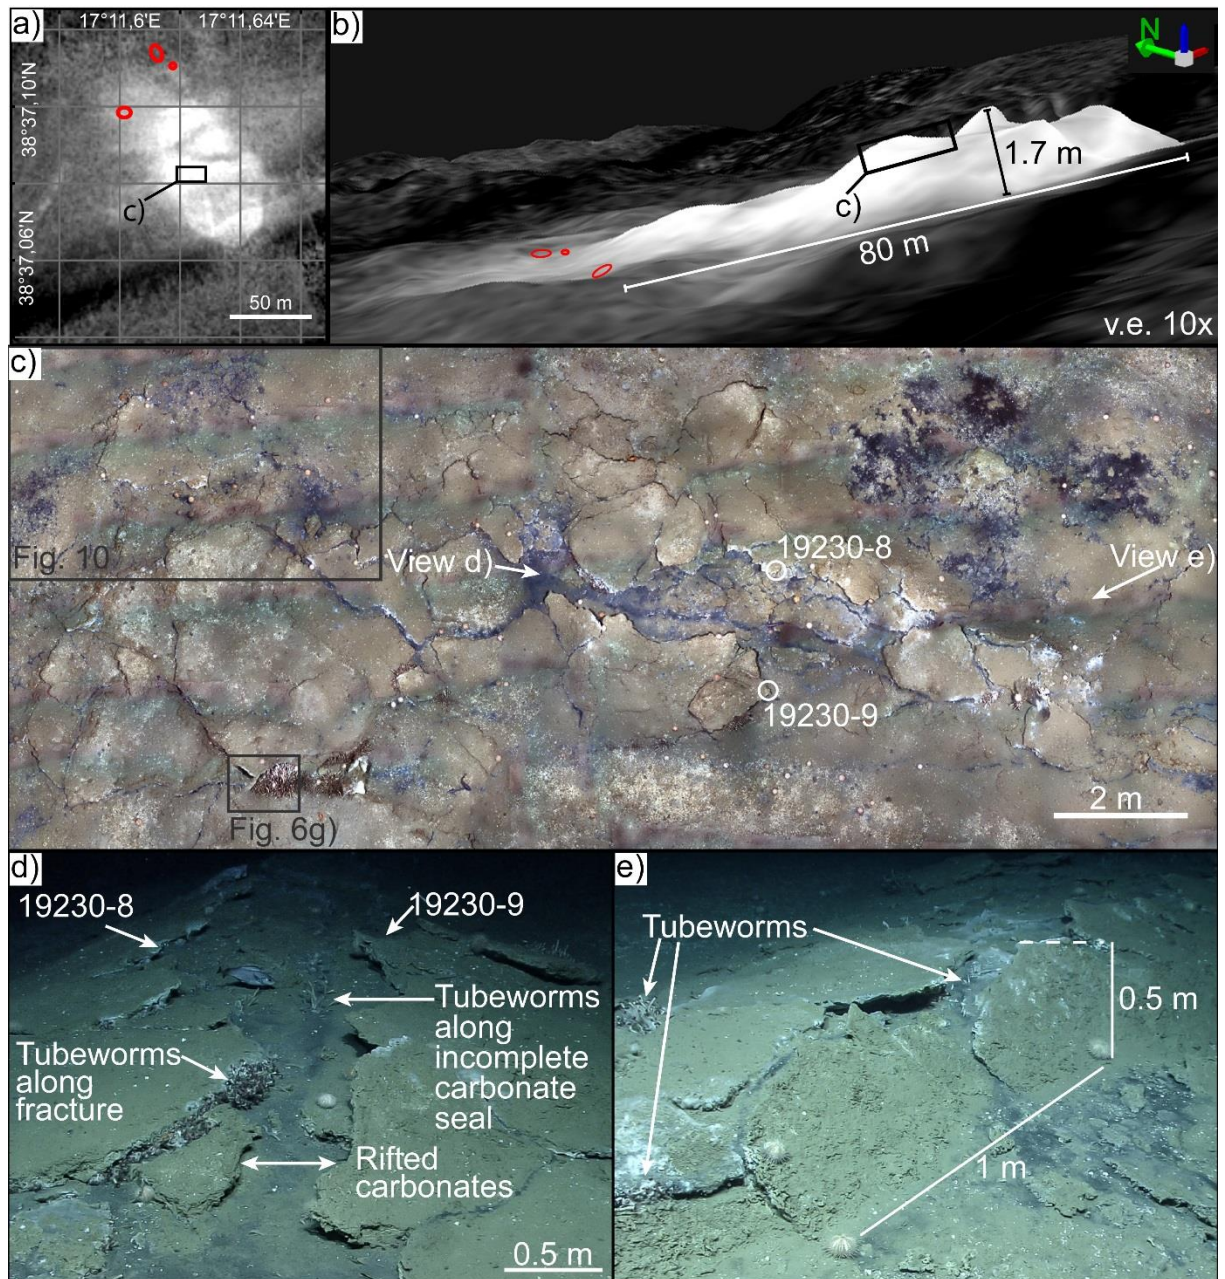 a)
17°11,6'E
17°11,64'E
38°37,10'N
38°37,06'N
c)
50 m
b)
N
1.7 m
c)
80 m
v.e. 10x
c)
Fig. 10
View d)
19230-8
View e)
19230-9
Fig. 6g)
2 m
d)
19230-8
19230-9
Tubeworms
along
incomplete
carbonate
seal
Tubeworms
along
fracture
Rifted
carbonates
0.5 m
e)
Tubeworms
0.5 m
1 m